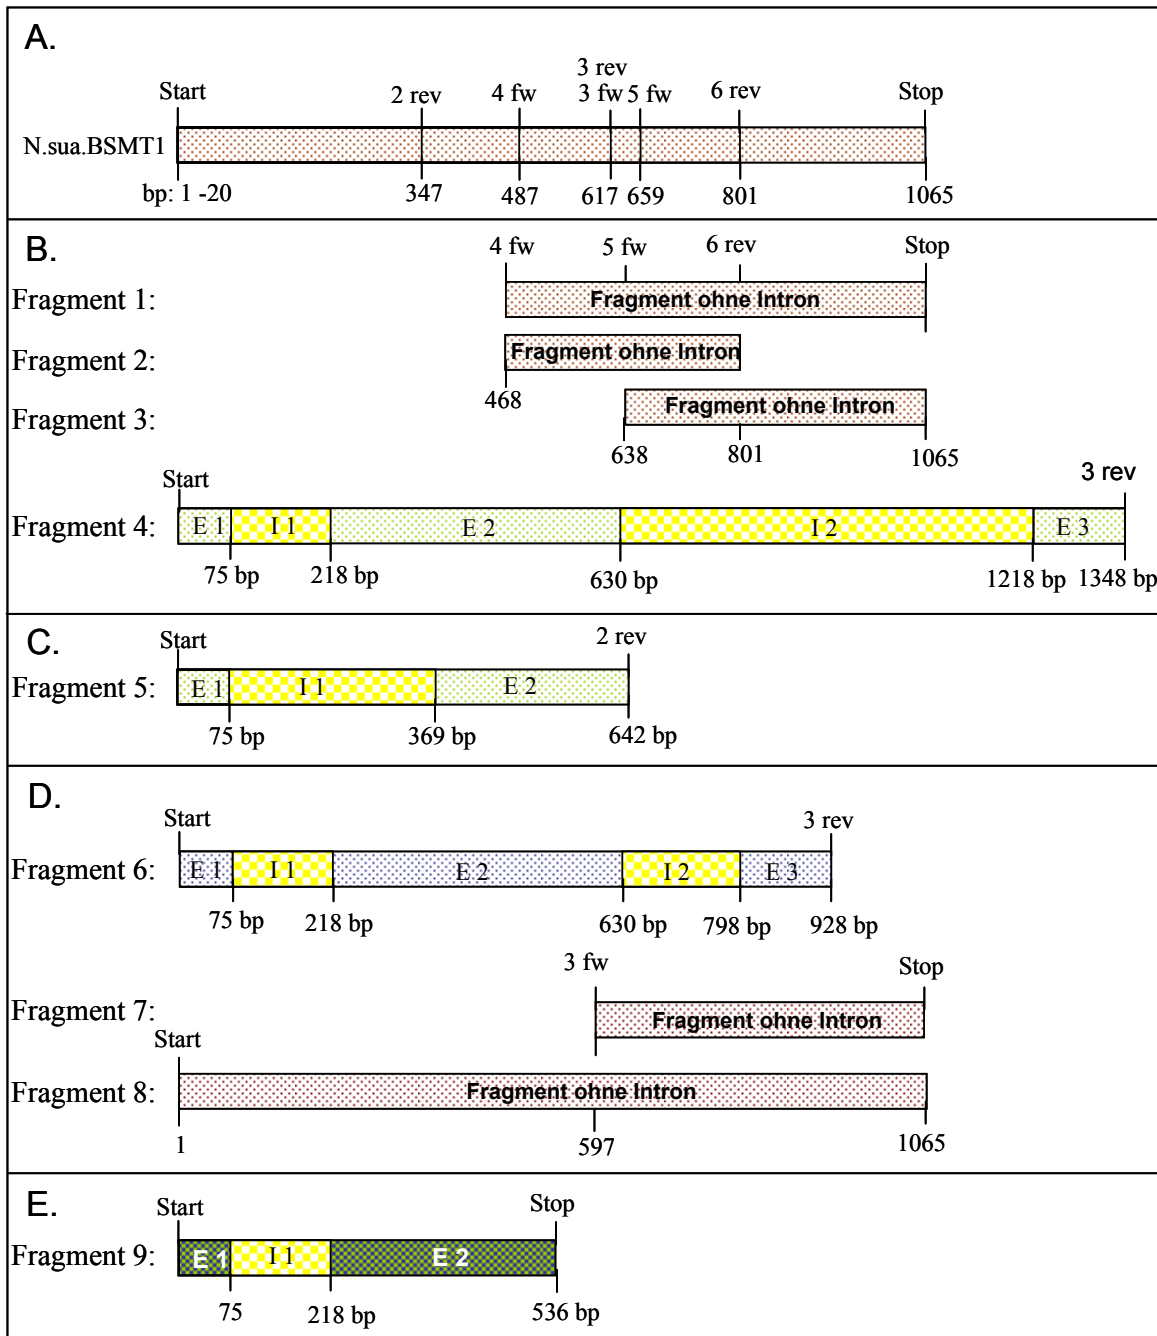 A.
3 rev
Start 2 rev 4 fw 3 fw 5 fw 6 rev Stop
N.sua.BSMT1
bp: 1 -20 347 487 617 659 801 1065
B.
4 fw 5 fw 6 rev Stop
Fragment 1: Fragment ohne Intron
Fragment 2: Fragment ohne Intron
468
Fragment 3: Fragment ohne Intron
638 801 1065
Start 3 rev
Fragment 4: E 1 I 1 E 2 I 2 E 3
75 bp 218 bp 630 bp 1218 bp 1348 bp
C.
Start 2 rev
Fragment 5: E 1 I 1 E 2
75 bp 369 bp 642 bp
D.
Start 3 rev
Fragment 6: E 1 I 1 E 2 I 2 E 3
75 bp 218 bp 630 bp 798 bp 928 bp
3 fw Stop
Fragment 7: Fragment ohne Intron
Start
Fragment 8: Fragment ohne Intron
1 597 1065
E.
Start Stop
Fragment 9: E 1 I 1 E 2
75 218 bp 536 bp